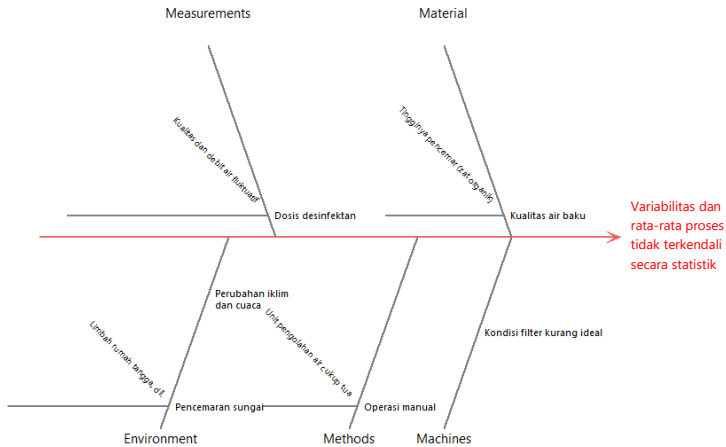 Measurements
Material
Kualitas dan debit air fluktuatif
Tingginya pencemar (zat organik)
Dosis desinfektan
Kualitas air baku
Variabilitas dan
rata-rata proses
tidak terkendali
secara statistik
Perubahan iklim
dan cuaca
Limbah rumah tangga, dll.
Unit pengolahan air cukup tua
Kondisi filter kurang ideal
Pencemaran sungai
Operasi manual
Environment
Methods
Machines